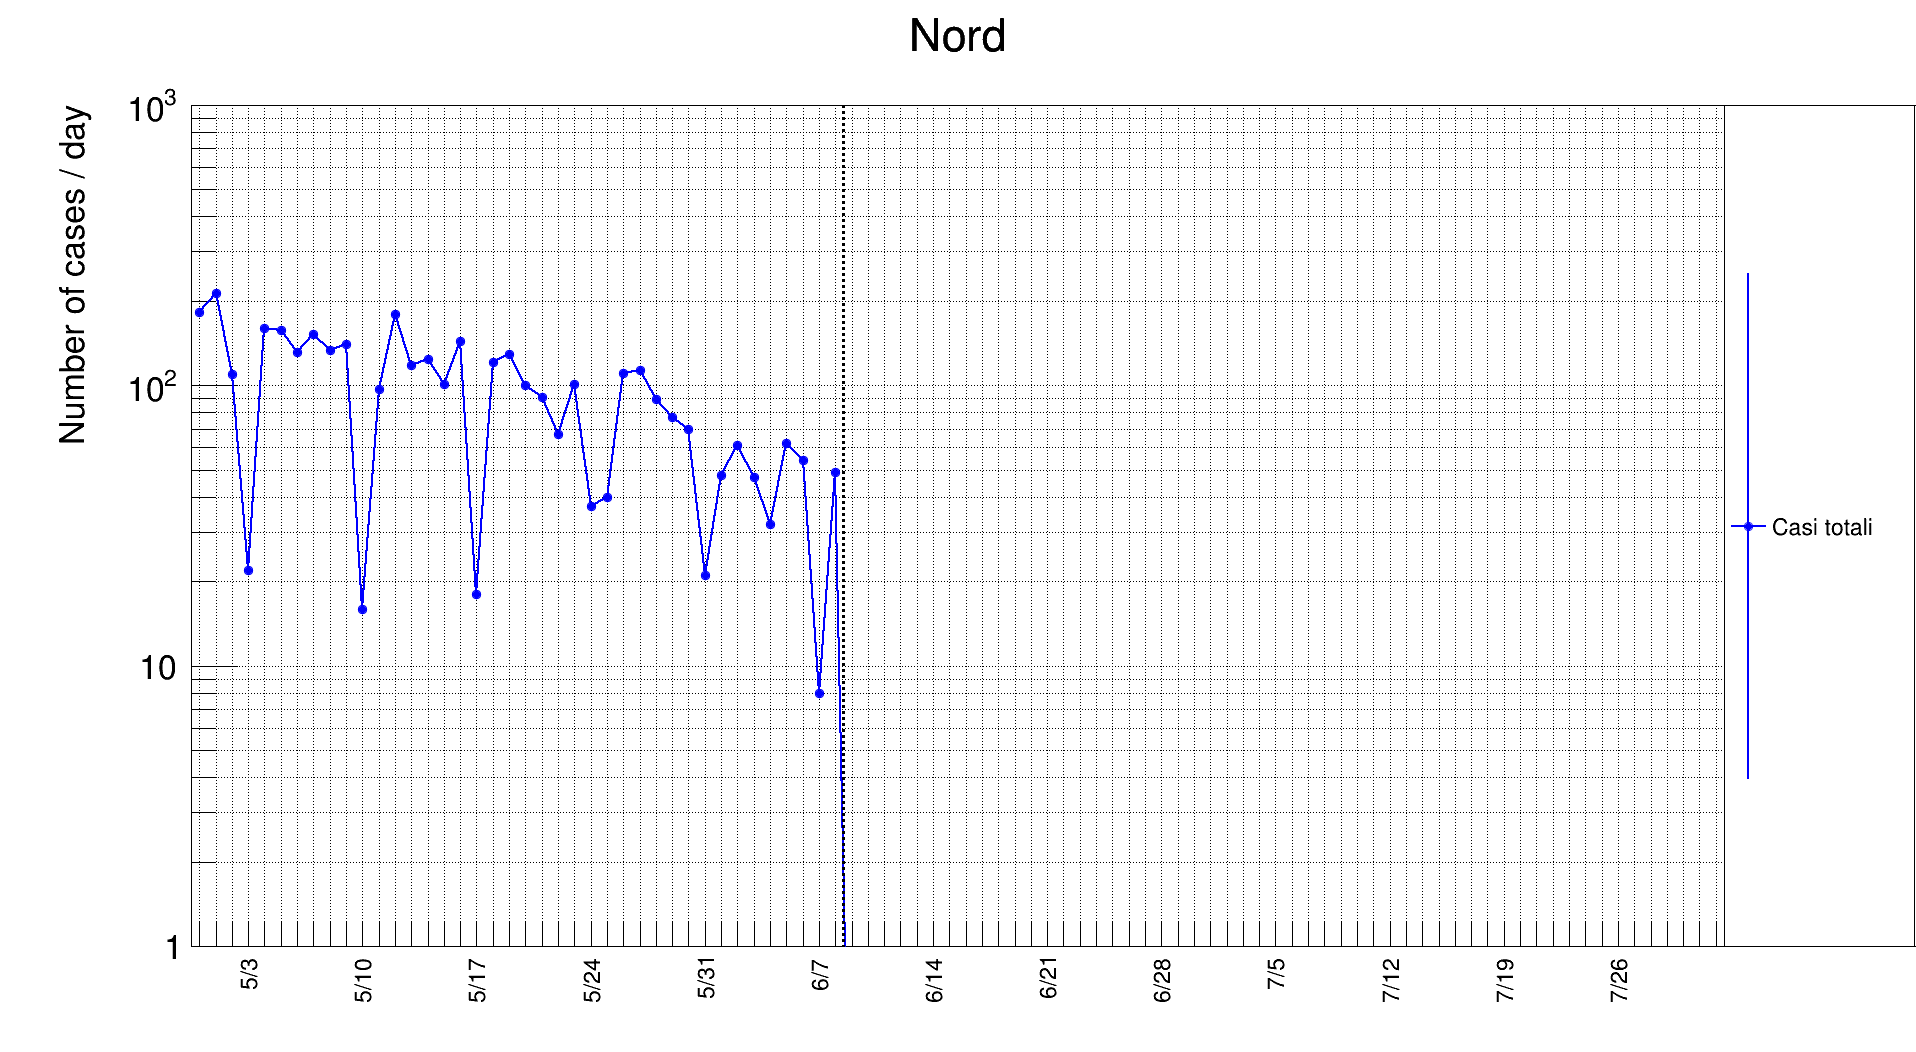 Nord
Number of cases / day
10³
10²
10
1
5/3 5/10 5/17 5/24 5/31 6/7 6/14 6/21 6/28 7/5 7/12 7/19 7/26
Casi totali